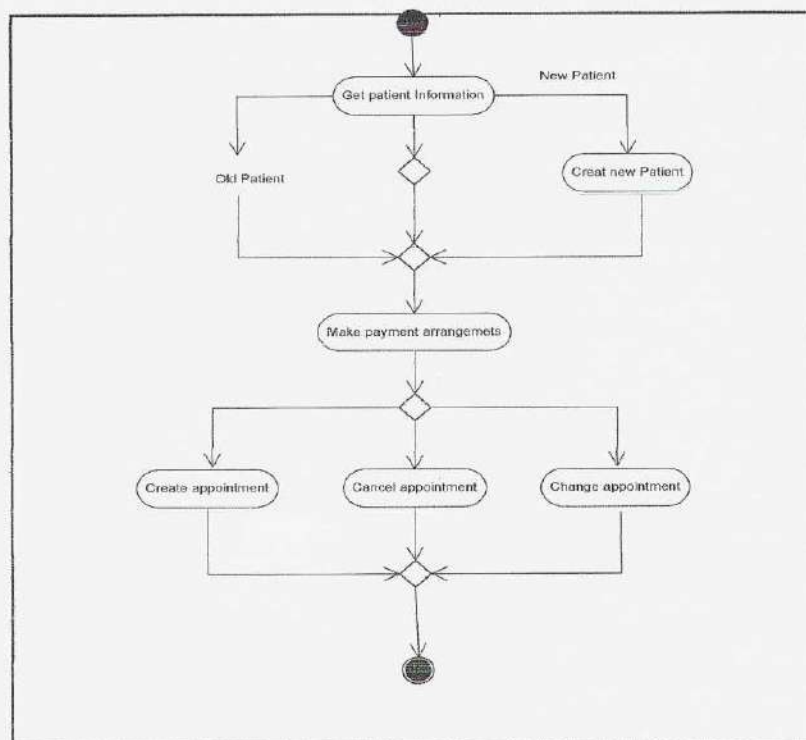 Get patient Information
New Patient
Old Patient
Creat new Patient
Make payment arrangemets
Create appointment
Cancel appointment
Change appointment